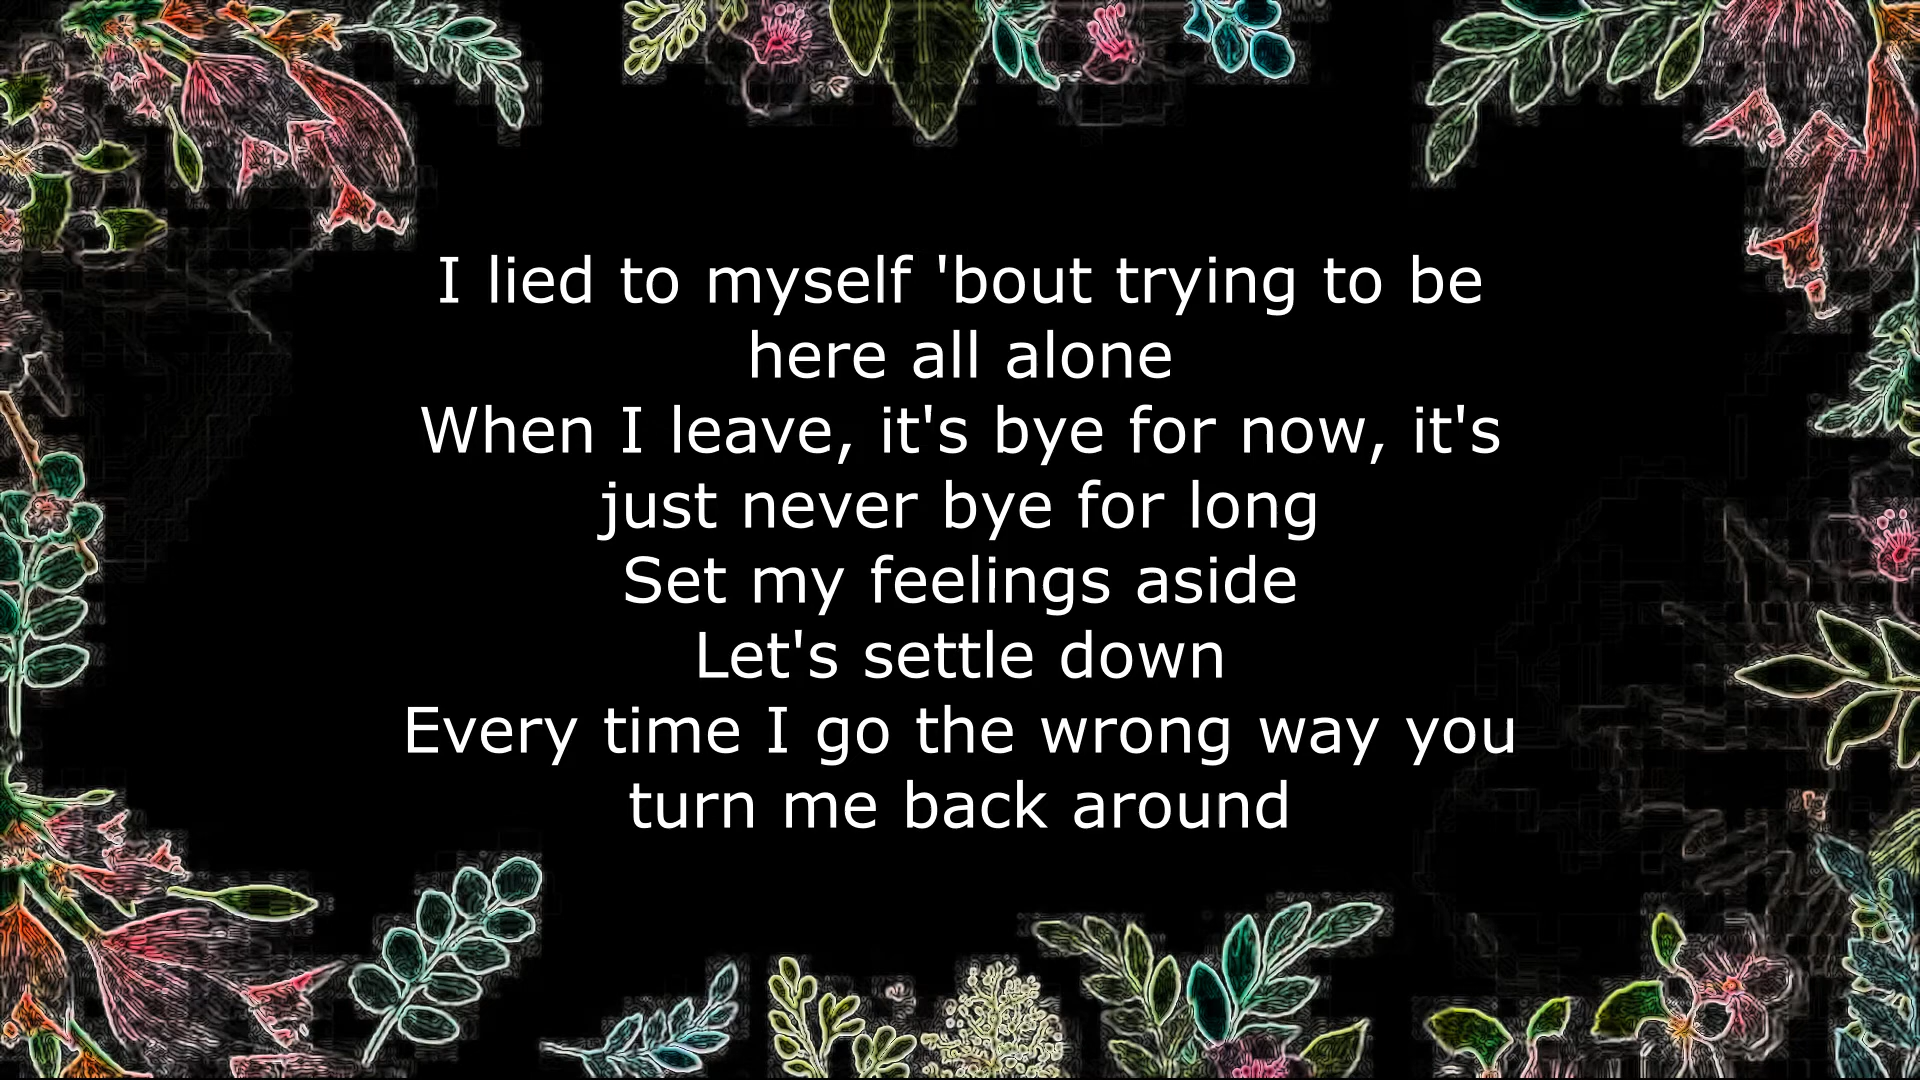 I lied to myself 'bout trying to be
here all alone
When I leave, it's bye for now, it's
just never bye for long
Set my feelings aside
Let's settle down
Every time I go the wrong way you
turn me back around